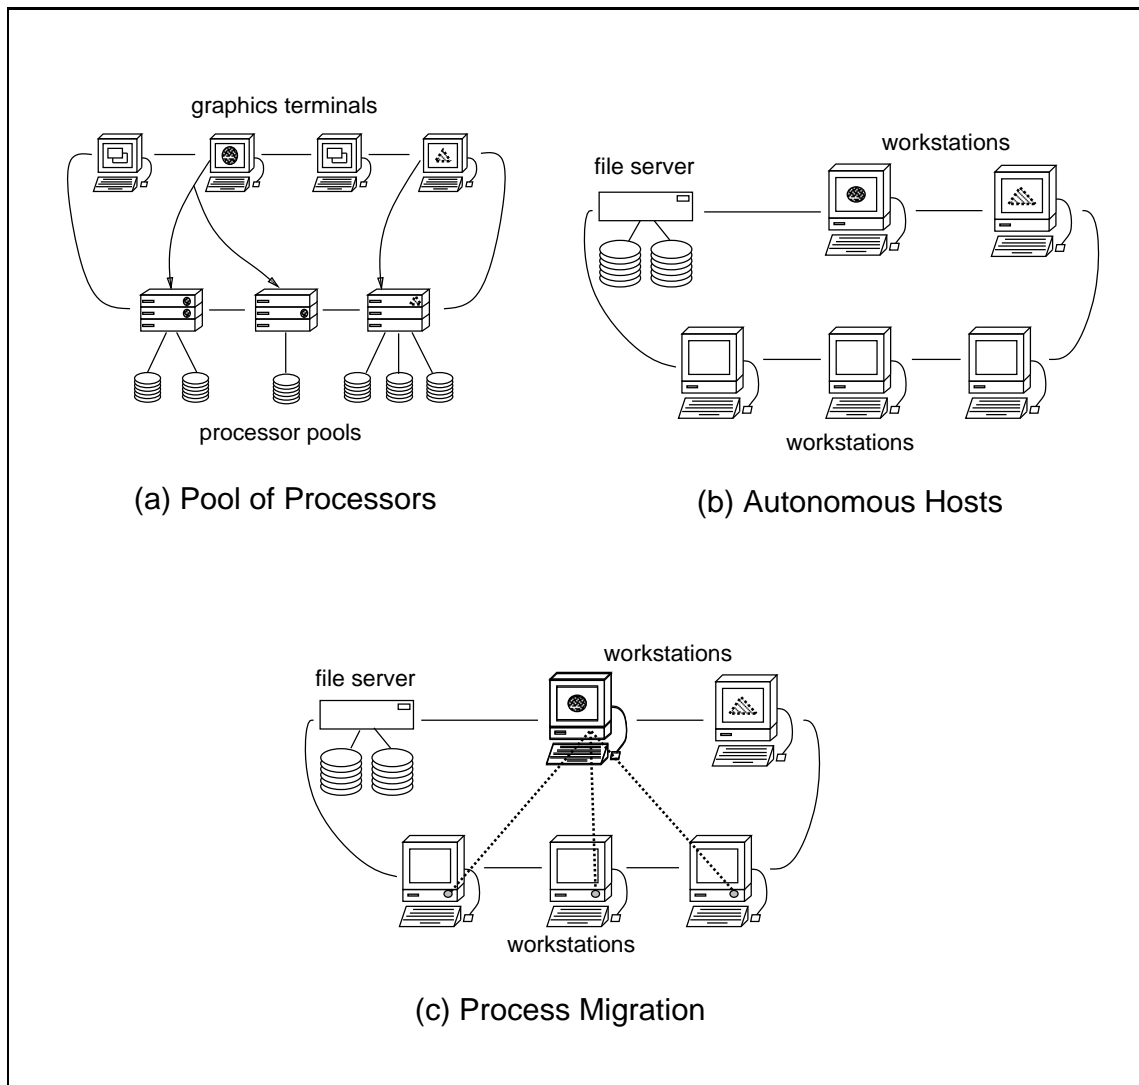 graphics terminals
processor pools
(a) Pool of Processors
workstations
file server
workstations
(b) Autonomous Hosts
workstations
file server
workstations
(c) Process Migration